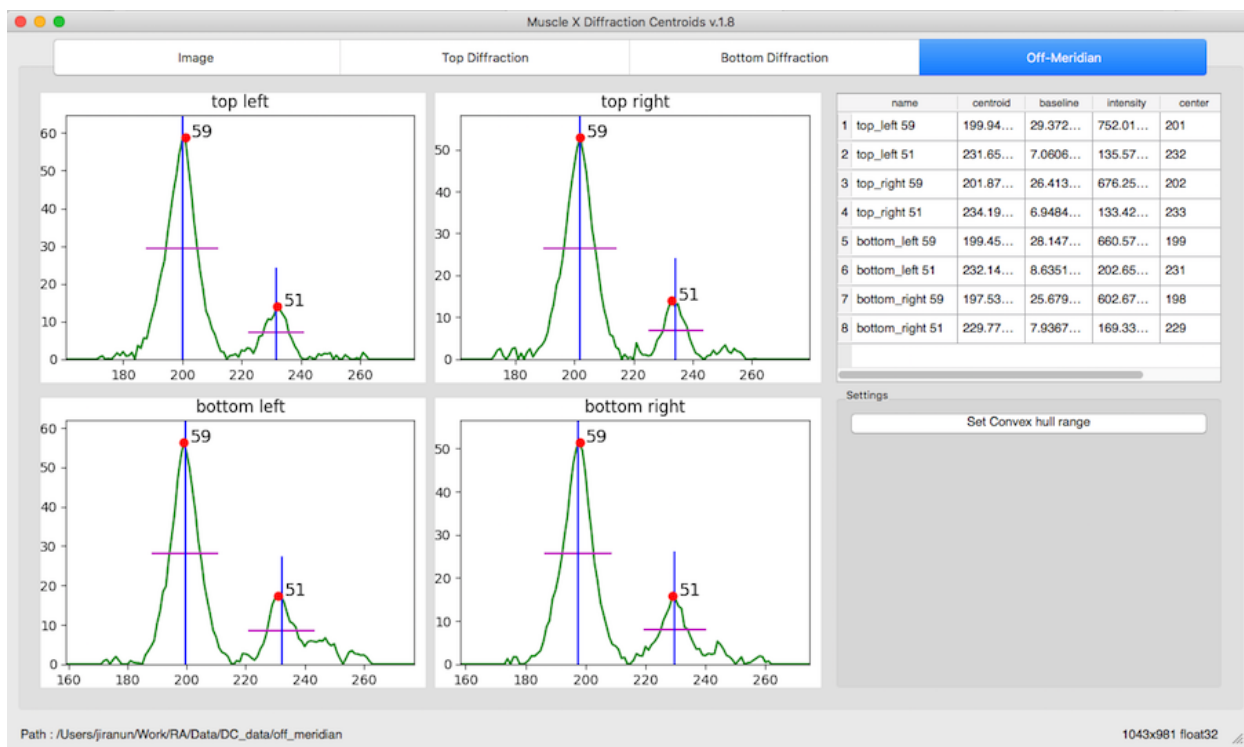 Muscle X Diffraction Centroids v.1.8
Image Top Diffraction Bottom Diffraction Off-Meridian
top left
60
50
40
30
20
10
0
59
51
180 200 220 240 260
top right
50
40
30
20
10
0
59
51
180 200 220 240 260
name centroid baseline intensity center
1 top_left 59 199.94... 29.372... 752.01... 201
2 top_left 51 231.65... 7.0606... 135.57... 232
3 top_right 59 201.87... 26.413... 676.25... 202
4 top_right 51 234.19... 6.9484... 133.42... 233
5 bottom_left 59 199.45... 28.147... 660.57... 199
6 bottom_left 51 232.14... 8.6351... 202.65... 231
7 bottom_right 59 197.53... 25.679... 602.67... 198
8 bottom_right 51 229.77... 7.9367... 169.33... 229
bottom left
60
50
40
30
20
10
0
59
51
160 180 200 220 240 260
bottom right
50
40
30
20
10
0
59
51
160 180 200 220 240 260
Settings
Set Convex hull range
Path : /Users/jiranun/Work/RA/Data/DC_data/off_meridian
1043x981 float32